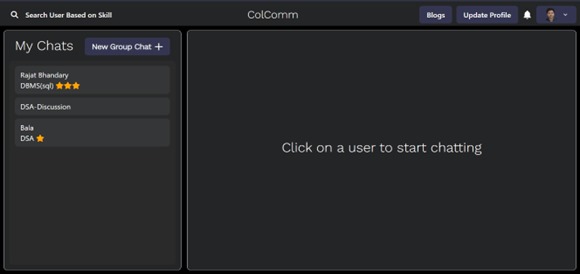 Search User Based on Skill
ColComm
Blogs
Update Profile
My Chats
New Group Chat +
Rajat Bhandary
DBMS(sql)
DSA-Discussion
Bala
DSA
Click on a user to start chatting